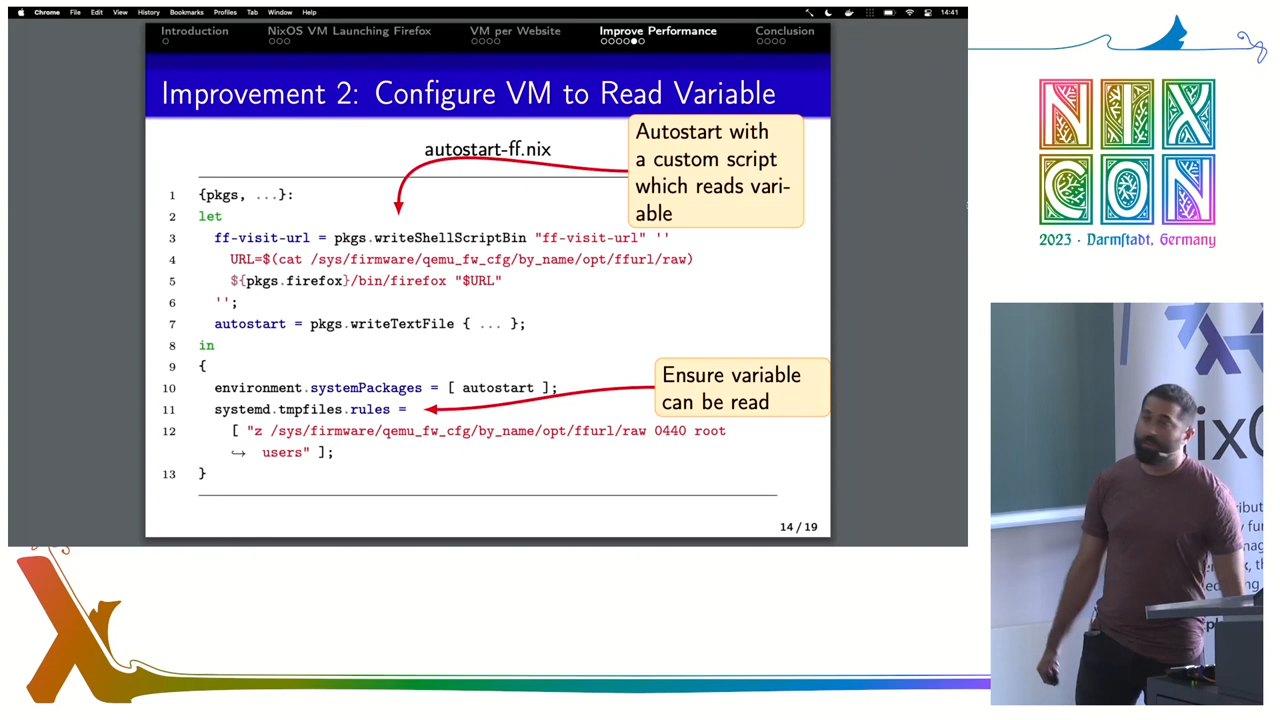 Chrome File Edit View History Bookmarks Profiles Tab Window Help 14:41
Introduction NixOS VM Launching Firefox VM per Website Improve Performance Conclusion
Improvement 2: Configure VM to Read Variable
autostart-ff.nix
Autostart with
a custom script
which reads vari-
able
1 {pkgs, ...}:
2 let
3 ff-visit-url = pkgs.writeShellScriptBin "ff-visit-url" ''
4 URL=$(cat /sys/firmware/qemu_fw_cfg/by_name/opt/ffurl/raw)
5 ${pkgs.firefox}/bin/firefox "$URL"
6 '';
7 autostart = pkgs.writeTextFile { ... };
8 in
9 {
10 environment.systemPackages = [ autostart ];
11 systemd.tmpfiles.rules =
12 [ "z /sys/firmware/qemu_fw_cfg/by_name/opt/ffurl/raw 0440 root
↪ users" ];
13 }
Ensure variable
can be read
14 / 19
NIX
CON
2023 · Darmſtadt, Germany